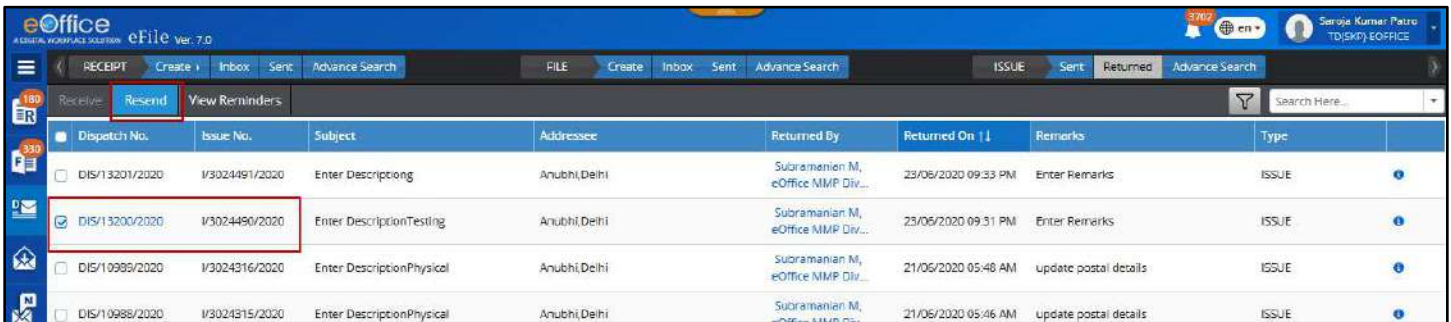 eOffice
A DIGITAL WORKPLACE SOLUTION eFile Ver. 7.0
3702 en Saroja Kumar Patro
TD(SKP)-EOFFICE
RECEIPT Create Inbox Sent Advance Search FILE Create Inbox Sent Advance Search ISSUE Sent Returned Advance Search
180 R Receive Resend View Reminders Search Here...
Dispatch No. Issue No. Subject Addressee Returned By Returned On Remarks Type
330 F
DIS/13201/2020 I/3024491/2020 Enter Descriptiong Anubhi,Delhi Subramanian M, eOffice MMP Div... 23/06/2020 09:33 PM Enter Remarks ISSUE
D
DIS/13200/2020 I/3024490/2020 Enter DescriptionTesting Anubhi,Delhi Subramanian M, eOffice MMP Div... 23/06/2020 09:31 PM Enter Remarks ISSUE
DIS/10989/2020 I/3024316/2020 Enter DescriptionPhysical Anubhi,Delhi Subramanian M, eOffice MMP Div... 21/06/2020 05:48 AM update postal details ISSUE
N
DIS/10988/2020 I/3024315/2020 Enter DescriptionPhysical Anubhi,Delhi Subramanian M, 21/06/2020 05:46 AM update postal details ISSUE